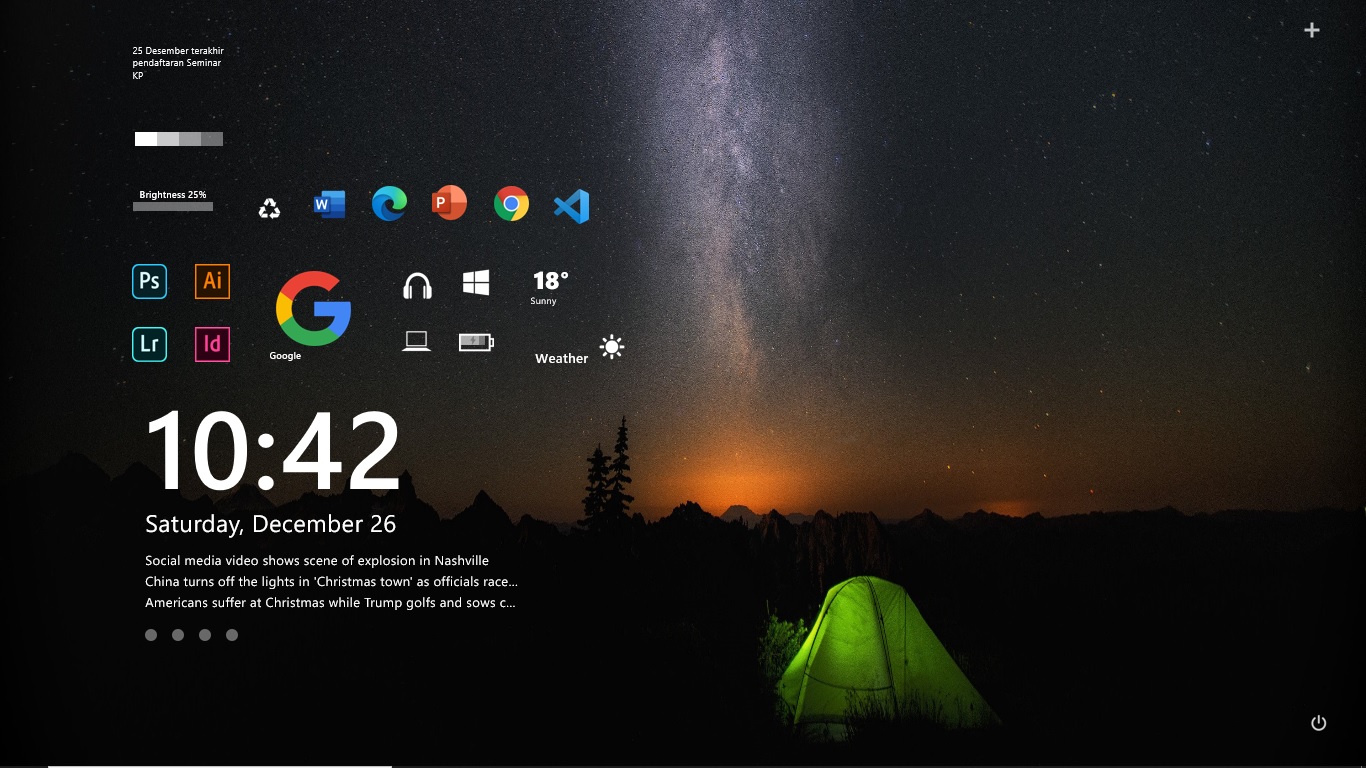 25 Desember terakhir
pendaftaran Seminar
KP
Brightness 25%
W
P
Ps
Ai
Lr
Id
Google
18°
Sunny
Weather
10:42
Saturday, December 26
Social media video shows scene of explosion in Nashville
China turns off the lights in 'Christmas town' as officials race...
Americans suffer at Christmas while Trump golfs and sows c...